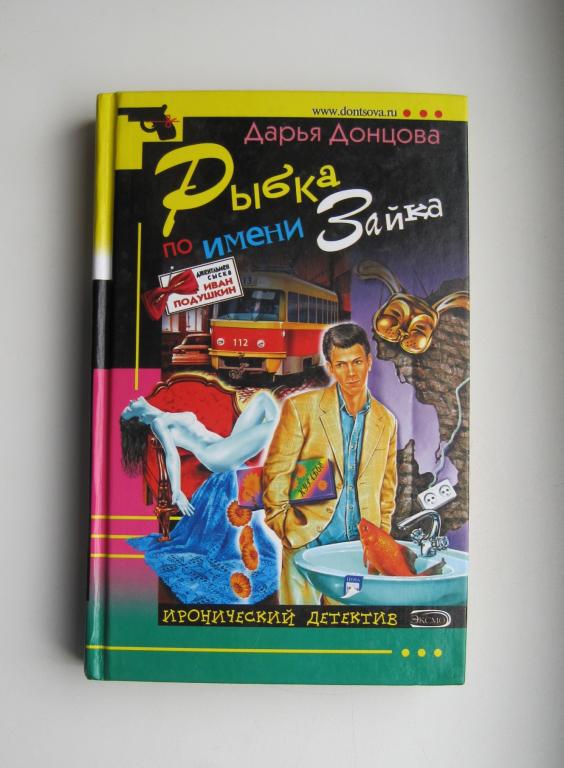 www.dontsova.ru
Дарья Донцова
Рыбка
по имени Зайка
джентльмен
сыска
ИВАН
ПОДУШКИН
112
ИРОНИЧЕСКИЙ ДЕТЕКТИВ
ЭКСМО